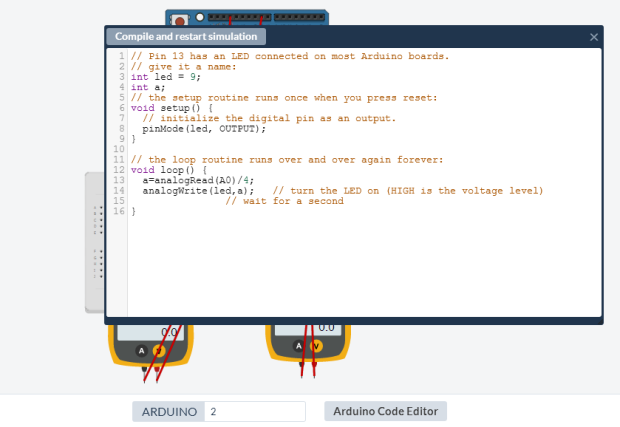 Compile and restart simulation
1 // Pin 13 has an LED connected on most Arduino boards.
2 // give it a name:
3 int led = 9;
4 int a;
5 // the setup routine runs once when you press reset:
6 void setup() {
7   // initialize the digital pin as an output.
8   pinMode(led, OUTPUT);
9 }
10
11 // the loop routine runs over and over again forever:
12 void loop() {
13   a=analogRead(A0)/4;
14   analogWrite(led,a);   // turn the LED on (HIGH is the voltage level)
15                // wait for a second
16 }
0.0 0.0
A V A V
ARDUINO 2 Arduino Code Editor